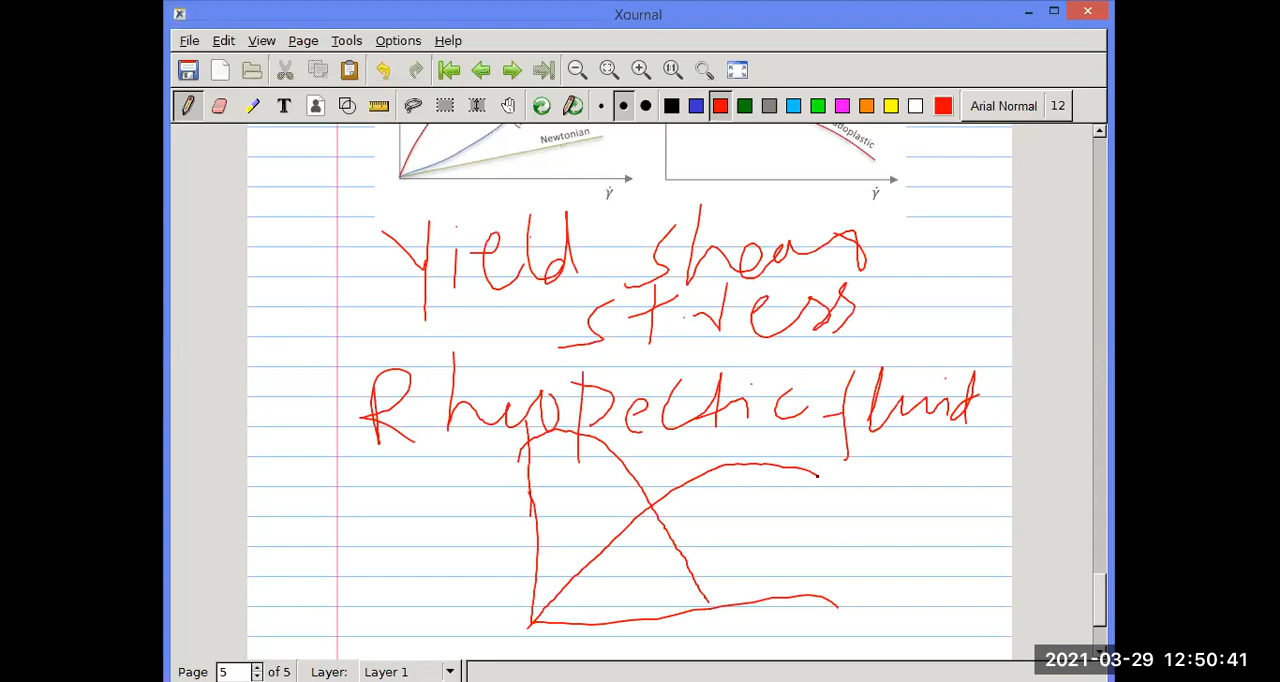 Xournal
File Edit View Page Tools Options Help
Arial Normal 12
Newtonian
γ̇
γ̇
Yield shear
stress
Rheopectic fluid
Page 5 of 5 Layer: Layer 1
2021-03-29 12:50:41